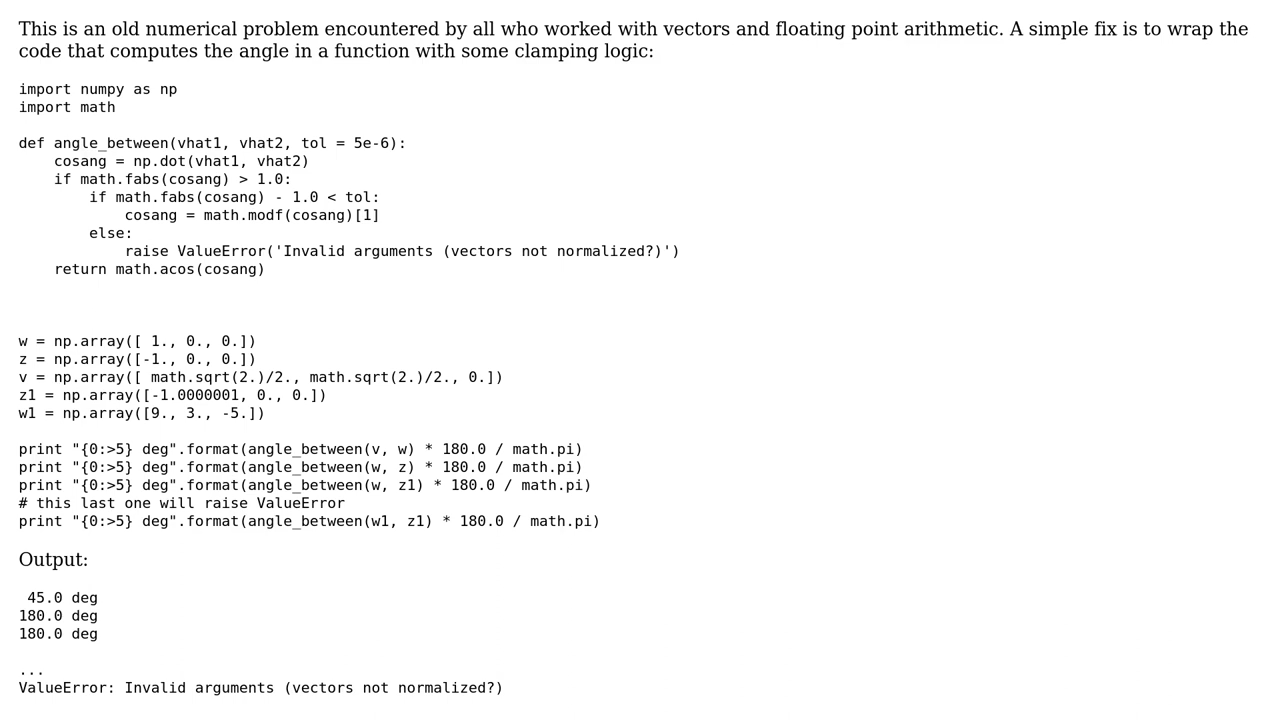 This is an old numerical problem encountered by all who worked with vectors and floating point arithmetic. A simple fix is to wrap the
code that computes the angle in a function with some clamping logic:
import numpy as np
import math
def angle_between(vhat1, vhat2, tol = 5e-6):
    cosang = np.dot(vhat1, vhat2)
    if math.fabs(cosang) > 1.0:
        if math.fabs(cosang) - 1.0 < tol:
            cosang = math.modf(cosang)[1]
        else:
            raise ValueError('Invalid arguments (vectors not normalized?)')
    return math.acos(cosang)
w = np.array([ 1., 0., 0.])
z = np.array([-1., 0., 0.])
v = np.array([ math.sqrt(2.)/2., math.sqrt(2.)/2., 0.])
z1 = np.array([-1.0000001, 0., 0.])
w1 = np.array([9., 3., -5.])
print "{0:>5} deg".format(angle_between(v, w) * 180.0 / math.pi)
print "{0:>5} deg".format(angle_between(w, z) * 180.0 / math.pi)
print "{0:>5} deg".format(angle_between(w, z1) * 180.0 / math.pi)
# this last one will raise ValueError
print "{0:>5} deg".format(angle_between(w1, z1) * 180.0 / math.pi)
Output:
 45.0 deg
180.0 deg
180.0 deg
...
ValueError: Invalid arguments (vectors not normalized?)